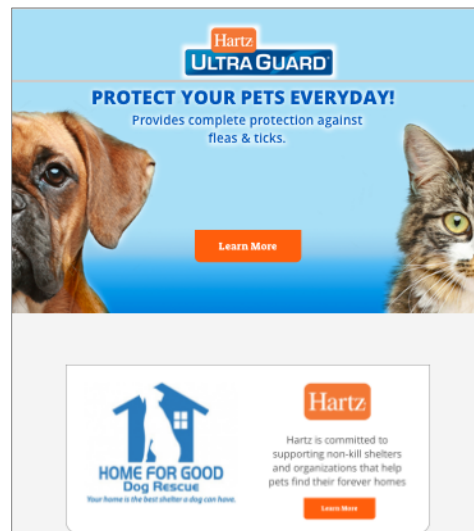 Hartz
ULTRAGUARD
PROTECT YOUR PETS EVERYDAY!
Provides complete protection against
fleas & ticks.
Learn More
HOME FOR GOOD
Dog Rescue
Your home is the best shelter a dog can have.
Hartz
Hartz is committed to
supporting non-kill shelters
and organizations that help
pets find their forever homes
Learn More